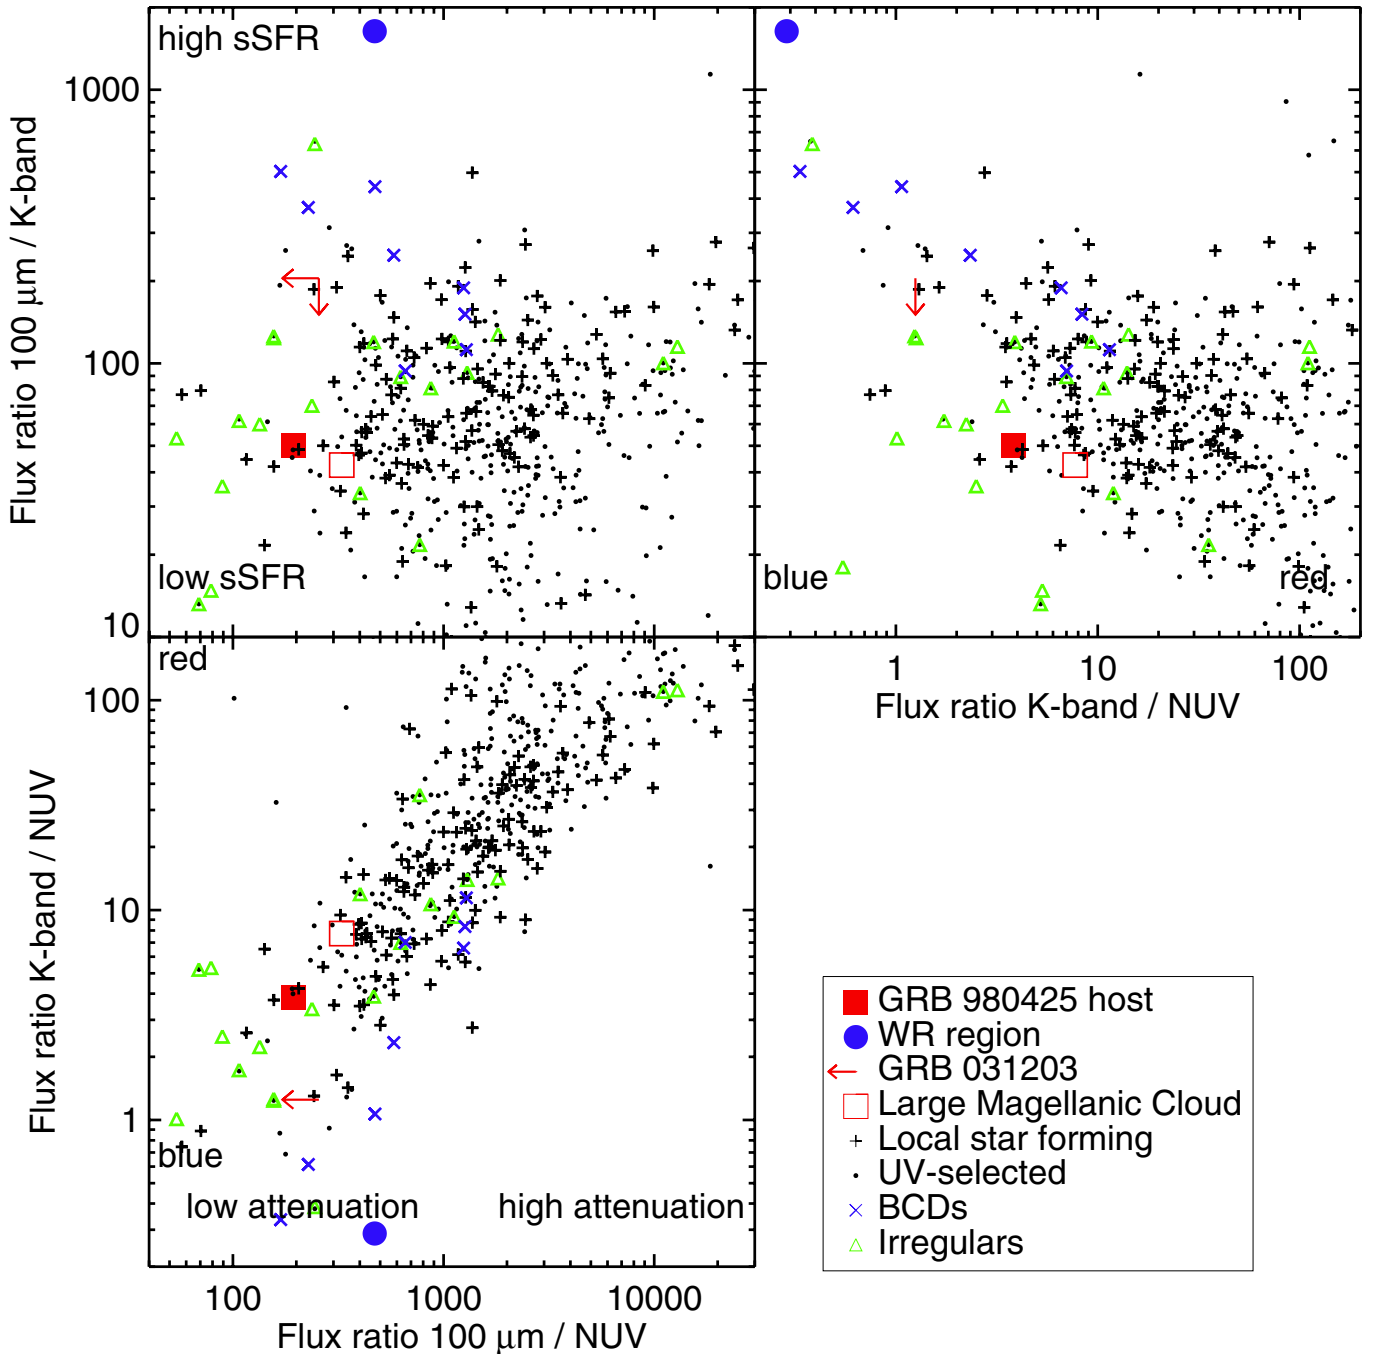 high sSFR
1000
100
10
Flux ratio 100 μm / K-band
low sSFR
blue
red
1
10
100
Flux ratio K-band / NUV
red
100
10
1
Flux ratio K-band / NUV
blue
low attenuation
high attenuation
100
1000
10000
Flux ratio 100 μm / NUV
GRB 980425 host
WR region
GRB 031203
Large Magellanic Cloud
Local star forming
UV-selected
BCDs
Irregulars